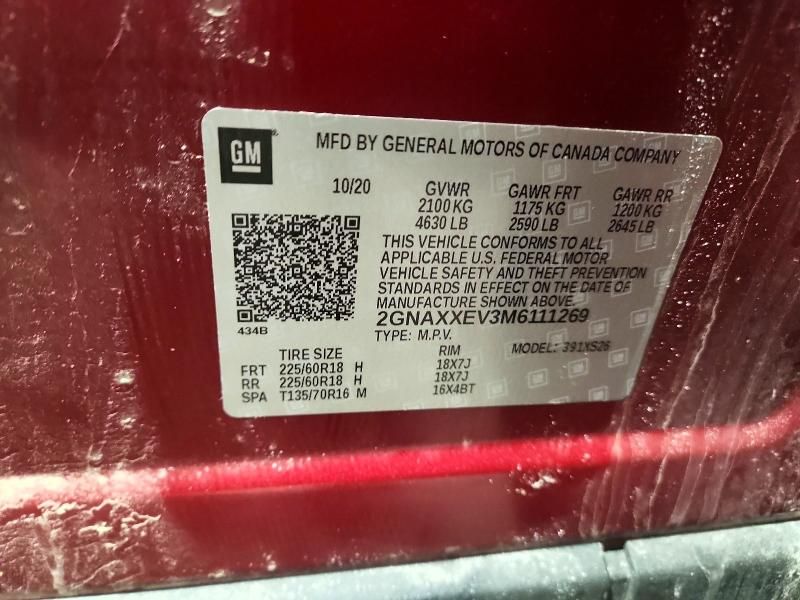 GM
MFD BY GENERAL MOTORS OF CANADA COMPANY
10/20 GVWR GAWR FRT GAWR RR
2100 KG 1175 KG 1200 KG
4630 LB 2590 LB 2645 LB
THIS VEHICLE CONFORMS TO ALL
APPLICABLE U.S. FEDERAL MOTOR
VEHICLE SAFETY AND THEFT PREVENTION
STANDARDS IN EFFECT ON THE DATE OF
MANUFACTURE SHOWN ABOVE.
2GNAXXEV3M6111269
434B
TYPE: M.P.V. MODEL: 391XS26
TIRE SIZE RIM
FRT 225/60R18 H 18X7J
RR 225/60R18 H 18X7J
SPA T135/70R16 M 16X4BT